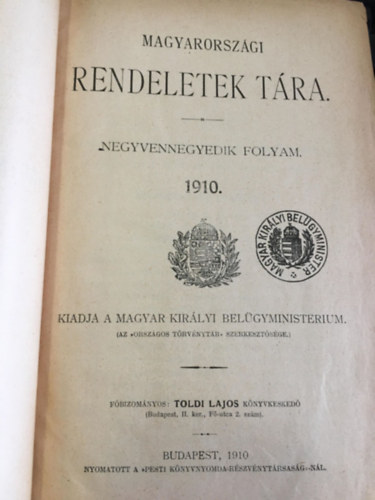 MAGYARORSZÁGI
RENDELETEK TÁRA.
NEGYVENNEGYEDIK FOLYAM.
1910.
MAGYAR KIRÁLYI BELÜGYMINISTER
KIADJA A MAGYAR KIRÁLYI BELÜGYMINISTERIUM.
(AZ »ORSZÁGOS TÖRVÉNYTÁR« SZERKESZTŐSÉGE.)
FŐBIZOMÁNYOS: TOLDI LAJOS KÖNYVKESKEDŐ
(Budapest, II. ker., Fő-utca 2. szám).
BUDAPEST, 1910
NYOMATOTT A »PESTI KÖNYVNYOMDA-RÉSZVÉNYTÁRSASÁG«-NÁL.